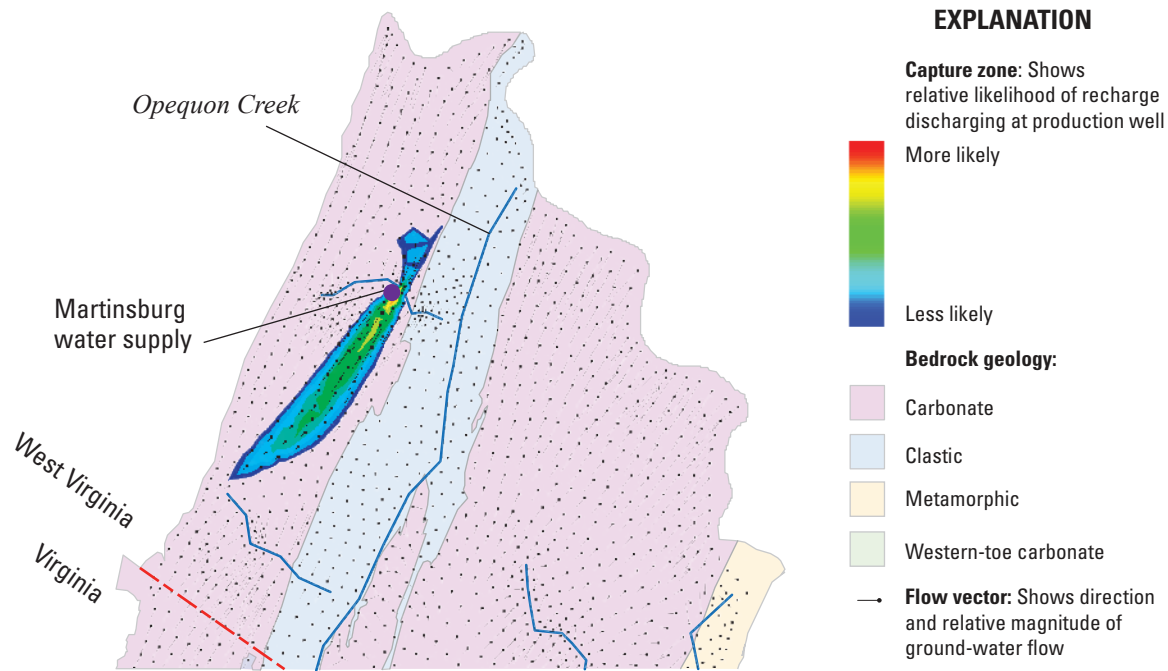 Opequon Creek
Martinsburg
water supply
West Virginia
Virginia
EXPLANATION
Capture zone: Shows
relative likelihood of recharge
discharging at production well
More likely
Less likely
Bedrock geology:
Carbonate
Clastic
Metamorphic
Western-toe carbonate
Flow vector: Shows direction
and relative magnitude of
ground-water flow